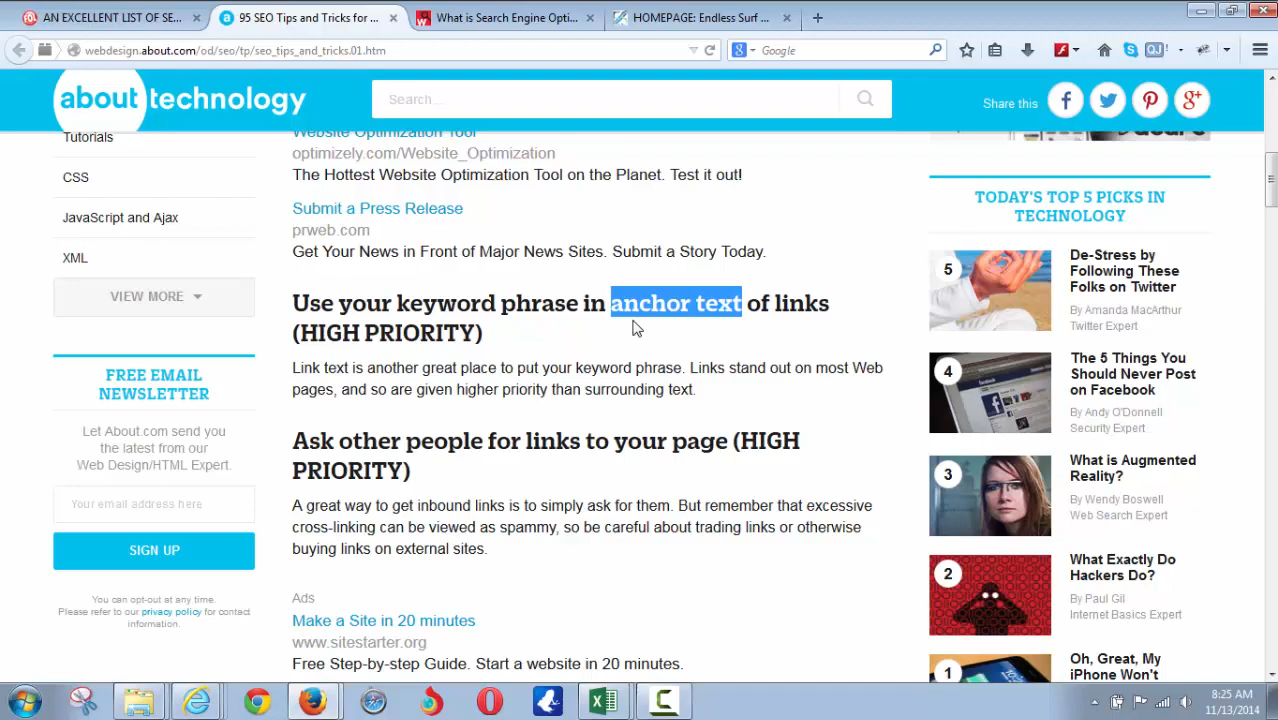 AN EXCELLENT LIST OF SE...
95 SEO Tips and Tricks for ...
What is Search Engine Opti...
HOMEPAGE: Endless Surf ...
webdesign.about.com/od/seo/tp/seo_tips_and_tricks.01.htm
Google
about technology
Search...
Share this
Tutorials
CSS
JavaScript and Ajax
XML
VIEW MORE
FREE EMAIL
NEWSLETTER
Let About.com send you
the latest from our
Web Design/HTML Expert.
Your email address here
SIGN UP
You can opt-out at any time.
Please refer to our privacy policy for contact
information.
Website Optimization Tool
optimizely.com/Website_Optimization
The Hottest Website Optimization Tool on the Planet. Test it out!
Submit a Press Release
prweb.com
Get Your News in Front of Major News Sites. Submit a Story Today.
Use your keyword phrase in anchor text of links
(HIGH PRIORITY)
Link text is another great place to put your keyword phrase. Links stand out on most Web
pages, and so are given higher priority than surrounding text.
Ask other people for links to your page (HIGH
PRIORITY)
A great way to get inbound links is to simply ask for them. But remember that excessive
cross-linking can be viewed as spammy, so be careful about trading links or otherwise
buying links on external sites.
Ads
Make a Site in 20 minutes
www.sitestarter.org
Free Step-by-step Guide. Start a website in 20 minutes.
TODAY'S TOP 5 PICKS IN
TECHNOLOGY
5
De-Stress by
Following These
Folks on Twitter
By Amanda MacArthur
Twitter Expert
4
The 5 Things You
Should Never Post
on Facebook
By Andy O'Donnell
Security Expert
3
What is Augmented
Reality?
By Wendy Boswell
Web Search Expert
2
What Exactly Do
Hackers Do?
By Paul Gil
Internet Basics Expert
1
Oh, Great, My
iPhone Won't
8:25 AM
11/13/2014